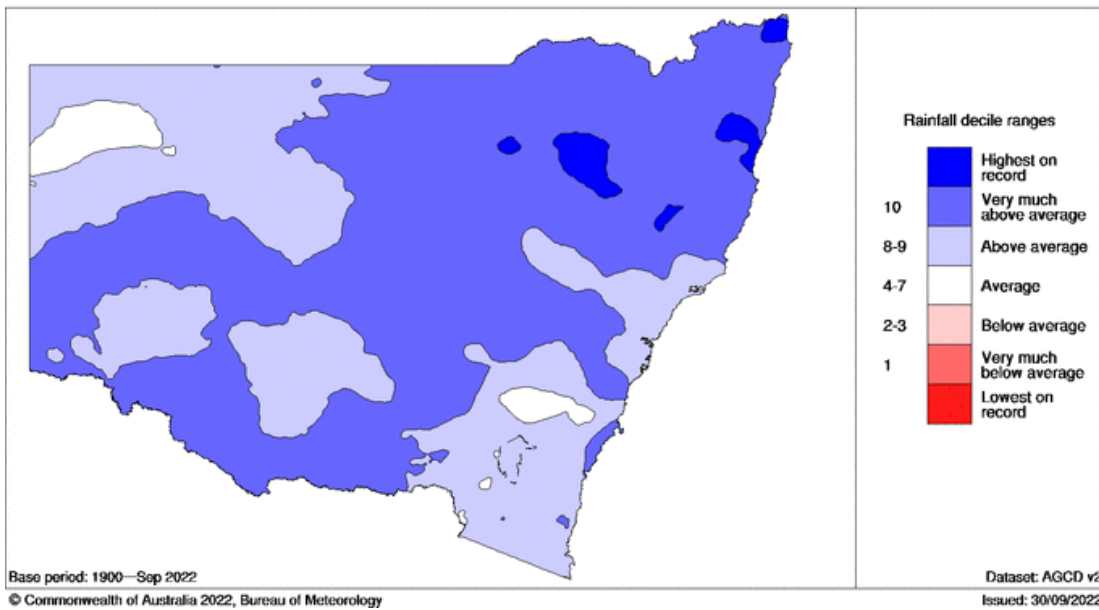 Rainfall decile ranges
Highest on
record
10
Very much
above average
8-9
Above average
4-7
Average
2-3
Below average
1
Very much
below average
Lowest on
record
Base period: 1900—Sep 2022
Dataset: AGCD v2
© Commonwealth of Australia 2022, Bureau of Meteorology
Issued: 30/09/2022